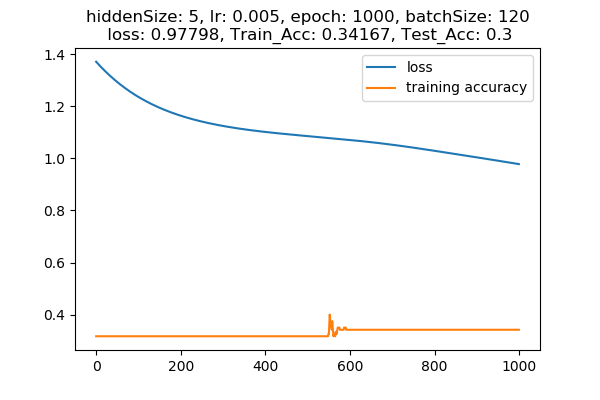 hiddenSize: 5, lr: 0.005, epoch: 1000, batchSize: 120
loss: 0.97798, Train_Acc: 0.34167, Test_Acc: 0.3
loss
training accuracy
1.4
1.2
1.0
0.8
0.6
0.4
0 200 400 600 800 1000